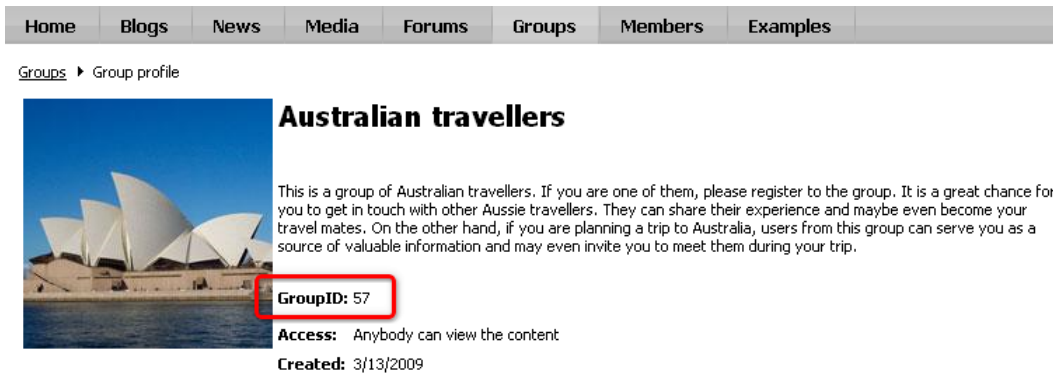 Home Blogs News Media Forums Groups Members Examples
Groups ▶ Group profile
Australian travellers
This is a group of Australian travellers. If you are one of them, please register to the group. It is a great chance for
you to get in touch with other Aussie travellers. They can share their experience and maybe even become your
travel mates. On the other hand, if you are planning a trip to Australia, users from this group can serve you as a
source of valuable information and may even invite you to meet them during your trip.
GroupID: 57
Access: Anybody can view the content
Created: 3/13/2009